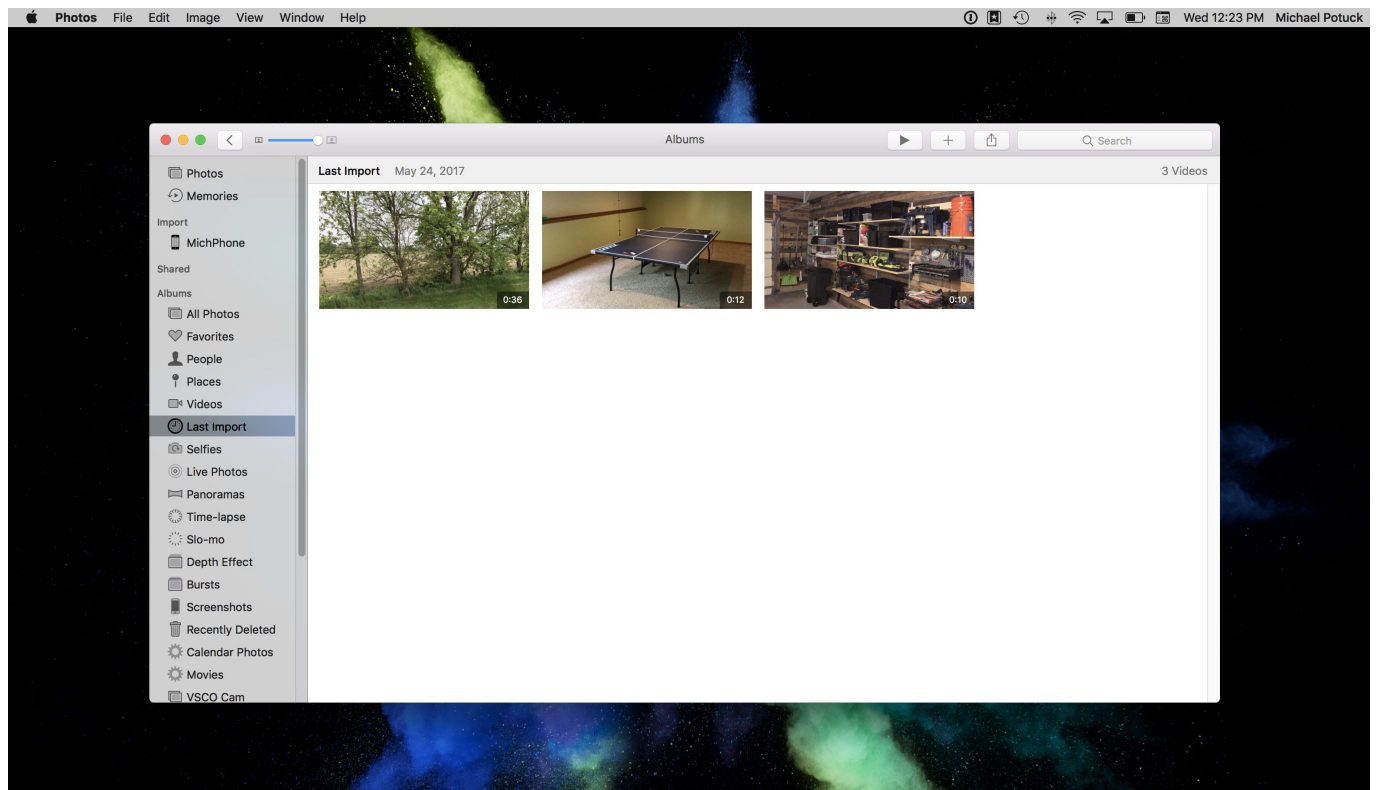 Photos File Edit Image View Window Help Wed 12:23 PM Michael Potuck
Albums
Search
Photos
Memories
Import
MichPhone
Shared
Albums
All Photos
Favorites
People
Places
Videos
Last Import
Selfies
Live Photos
Panoramas
Time-lapse
Slo-mo
Depth Effect
Bursts
Screenshots
Recently Deleted
Calendar Photos
Movies
VSCO Cam
Last Import May 24, 2017 3 Videos
0:36 0:12 0:10